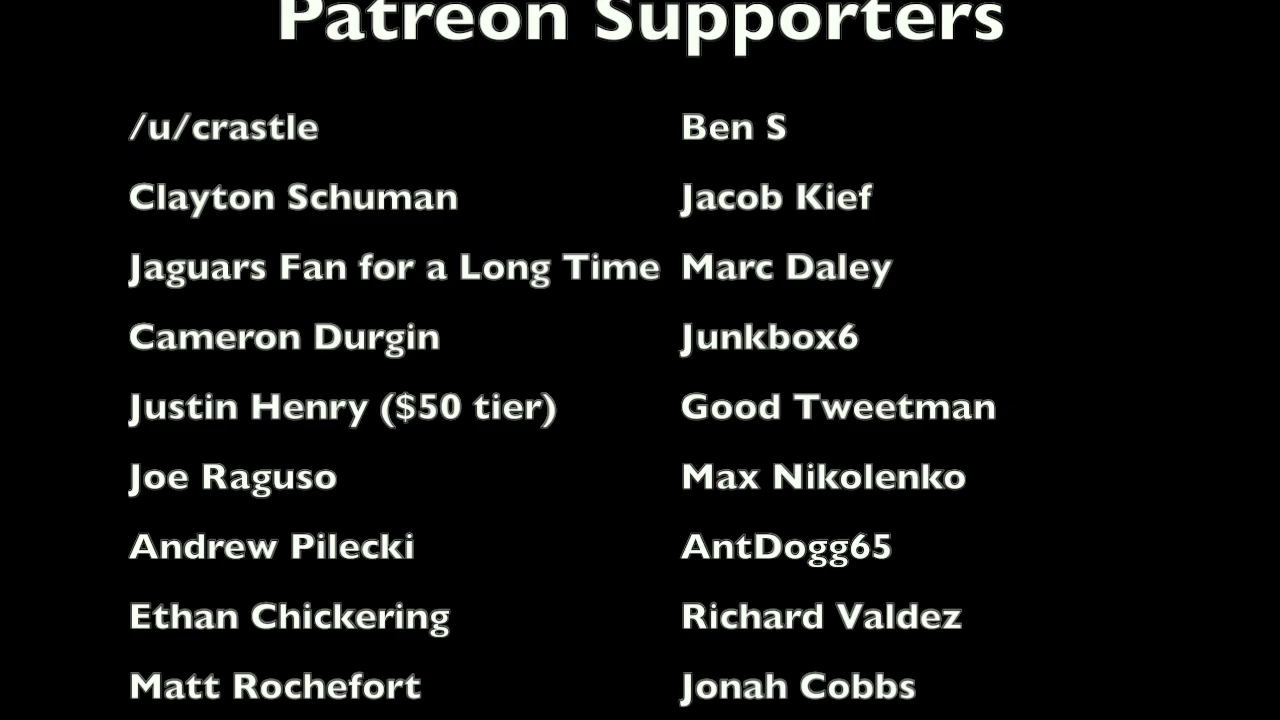 Patreon Supporters
/u/crastle
Ben S
Clayton Schuman
Jacob Kief
Jaguars Fan for a Long Time
Marc Daley
Cameron Durgin
Junkbox6
Justin Henry ($50 tier)
Good Tweetman
Joe Raguso
Max Nikolenko
Andrew Pilecki
AntDogg65
Ethan Chickering
Richard Valdez
Matt Rochefort
Jonah Cobbs